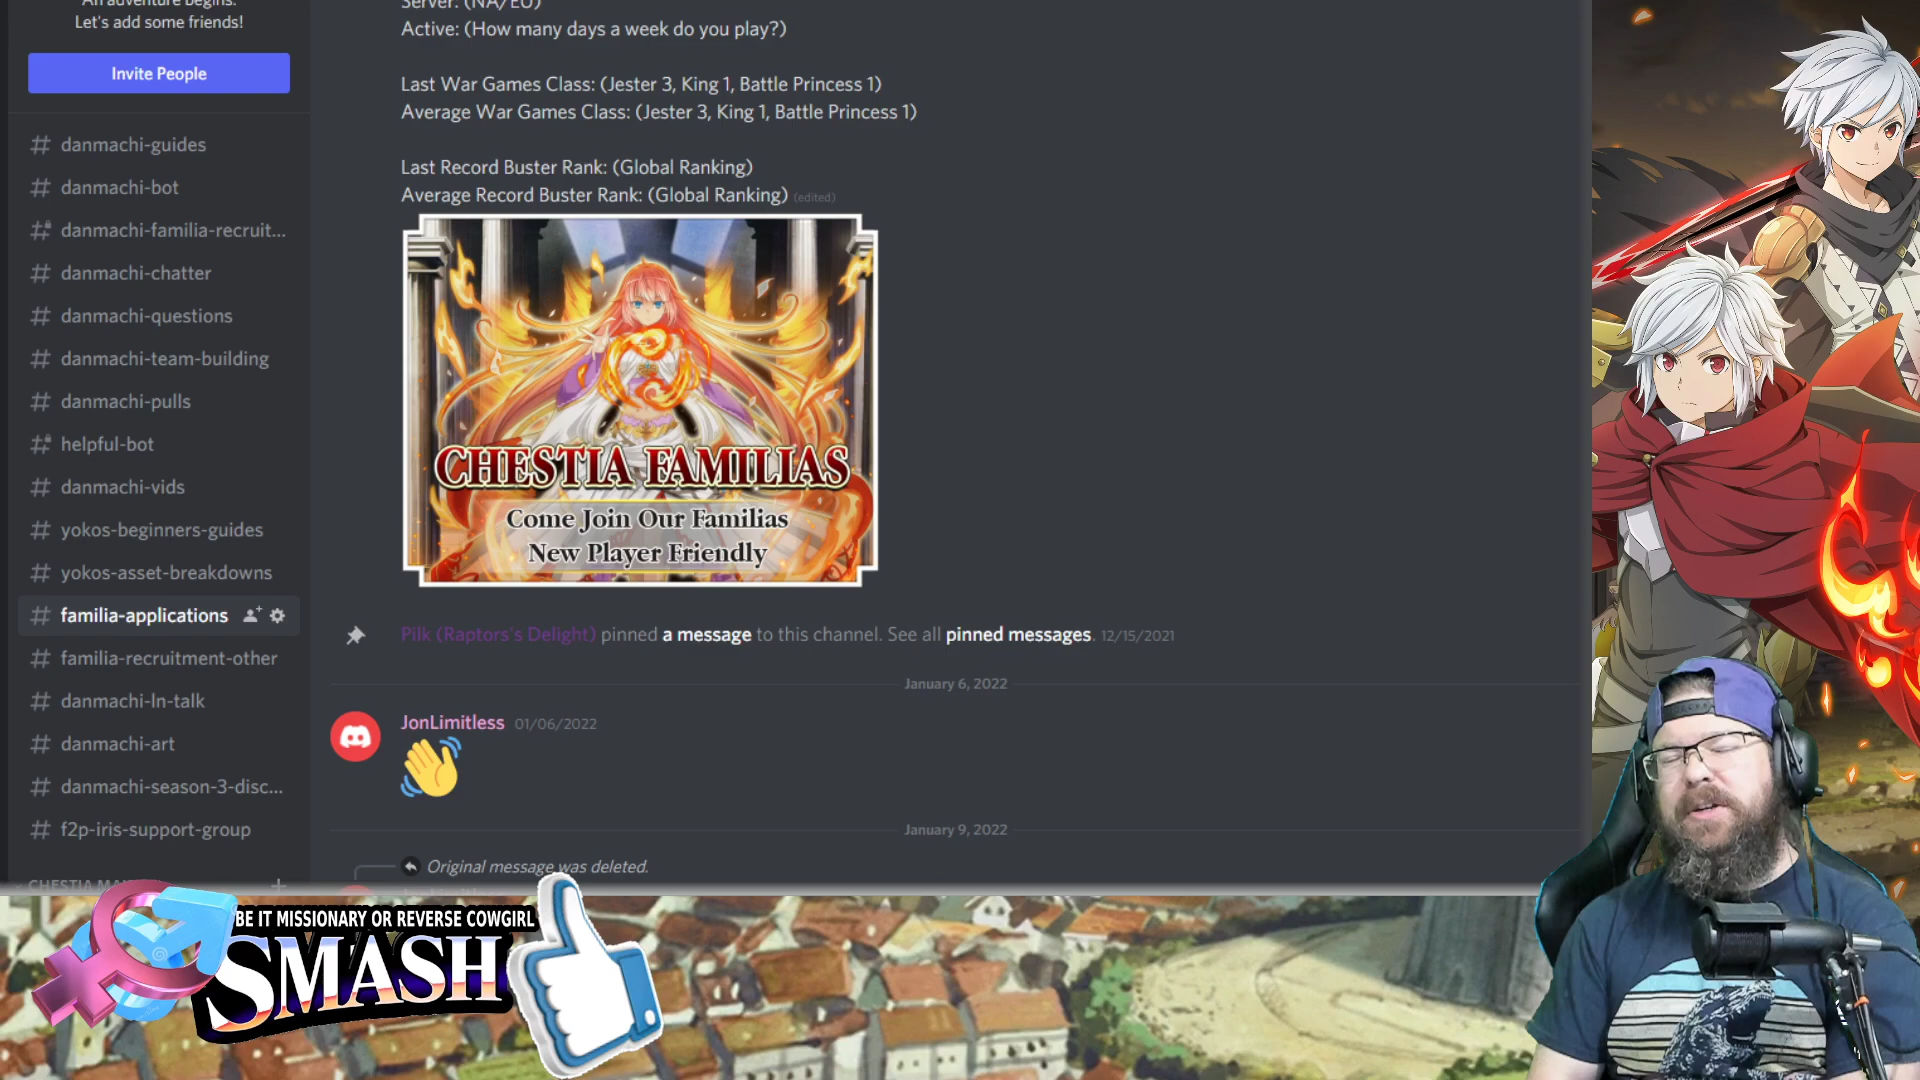 An adventure begins.
Let's add some friends!
Invite People
danmachi-guides
danmachi-bot
danmachi-familia-recruit...
danmachi-chatter
danmachi-questions
danmachi-team-building
danmachi-pulls
helpful-bot
danmachi-vids
yokos-beginners-guides
yokos-asset-breakdowns
familia-applications
familia-recruitment-other
danmachi-ln-talk
danmachi-art
danmachi-season-3-disc...
f2p-iris-support-group
Server: (NA/EU)
Active: (How many days a week do you play?)
Last War Games Class: (Jester 3, King 1, Battle Princess 1)
Average War Games Class: (Jester 3, King 1, Battle Princess 1)
Last Record Buster Rank: (Global Ranking)
Average Record Buster Rank: (Global Ranking) (edited)
CHESTIA FAMILIAS
Come Join Our Familias
New Player Friendly
Pilk (Raptors's Delight) pinned a message to this channel. See all pinned messages. 12/15/2021
January 6, 2022
JonLimitless 01/06/2022
January 9, 2022
Original message was deleted.
BE IT MISSIONARY OR REVERSE COWGIRL
SMASH